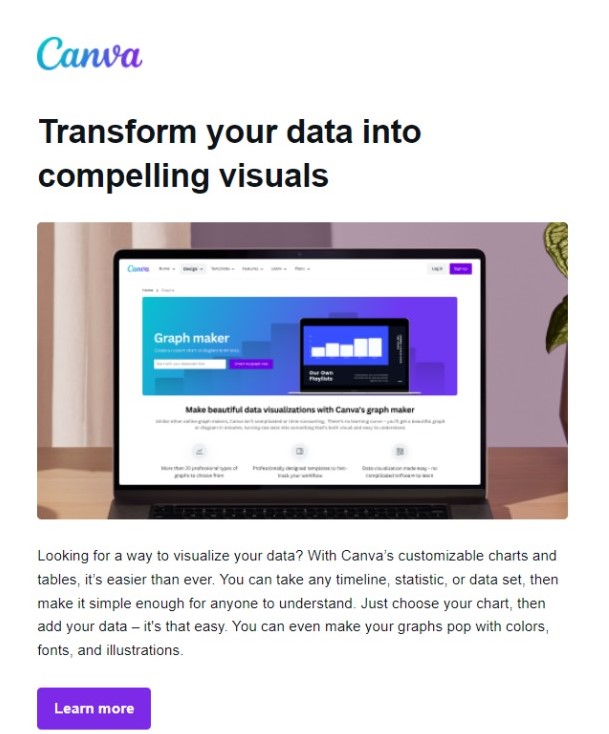 Canva
Transform your data into
compelling visuals
Canva Home Design Templates Features Learn Plans Log in Sign up
Home
Graph maker
Our Own
Playlists
Make beautiful data visualizations with Canva's graph maker
More than 20 professional types of graphs to choose from
Professionally designed templates to fast-track your workflow
Data visualization made easy – no complicated software to learn
Looking for a way to visualize your data? With Canva’s customizable charts and
tables, it’s easier than ever. You can take any timeline, statistic, or data set, then
make it simple enough for anyone to understand. Just choose your chart, then
add your data – it's that easy. You can even make your graphs pop with colors,
fonts, and illustrations.
Learn more